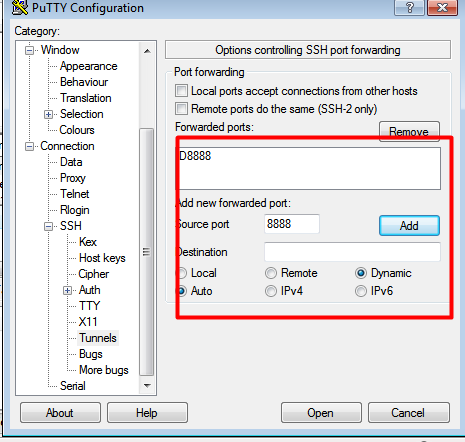 PuTTY Configuration
Category:
Window
Appearance
Behaviour
Translation
Selection
Colours
Connection
Data
Proxy
Telnet
Rlogin
SSH
Kex
Host keys
Cipher
Auth
TTY
X11
Tunnels
Bugs
More bugs
Serial
Options controlling SSH port forwarding
Port forwarding
Local ports accept connections from other hosts
Remote ports do the same (SSH-2 only)
Forwarded ports: Remove
D8888
Add new forwarded port:
Source port 8888 Add
Destination
Local Remote Dynamic
Auto IPv4 IPv6
About Help Open Cancel